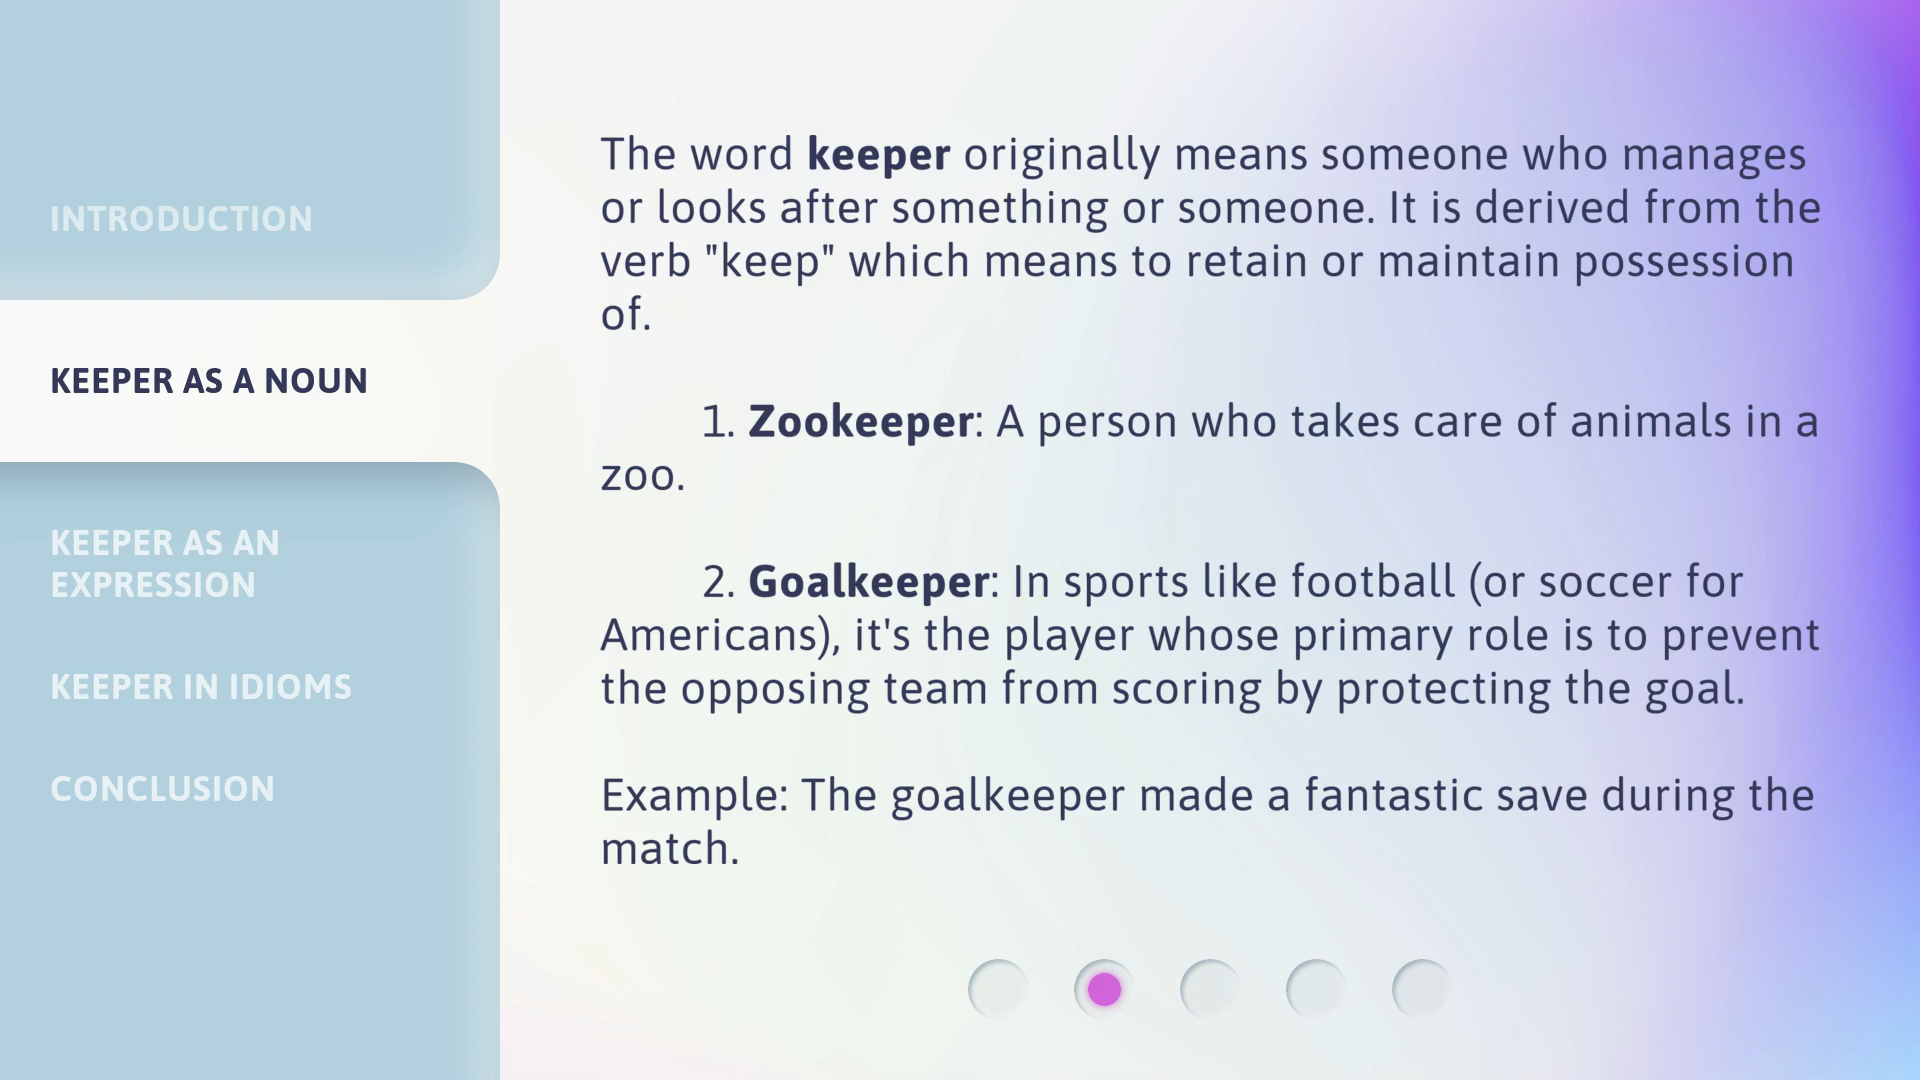 INTRODUCTION
KEEPER AS A NOUN
KEEPER AS AN
EXPRESSION
KEEPER IN IDIOMS
CONCLUSION
The word keeper originally means someone who manages
or looks after something or someone. It is derived from the
verb "keep" which means to retain or maintain possession
of.
1. Zookeeper: A person who takes care of animals in a
zoo.
2. Goalkeeper: In sports like football (or soccer for
Americans), it's the player whose primary role is to prevent
the opposing team from scoring by protecting the goal.
Example: The goalkeeper made a fantastic save during the
match.